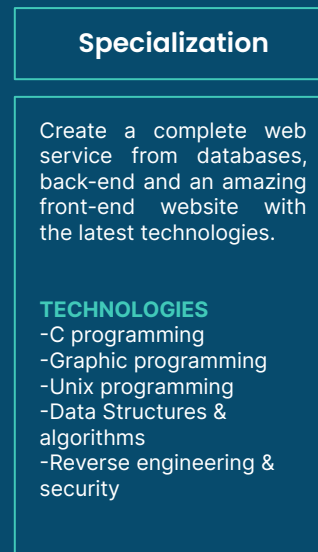 Specialization
Create a complete web
service from databases,
back-end and an amazing
front-end website with
the latest technologies.
TECHNOLOGIES
-C programming
-Graphic programming
-Unix programming
-Data Structures &
algorithms
-Reverse engineering &
security